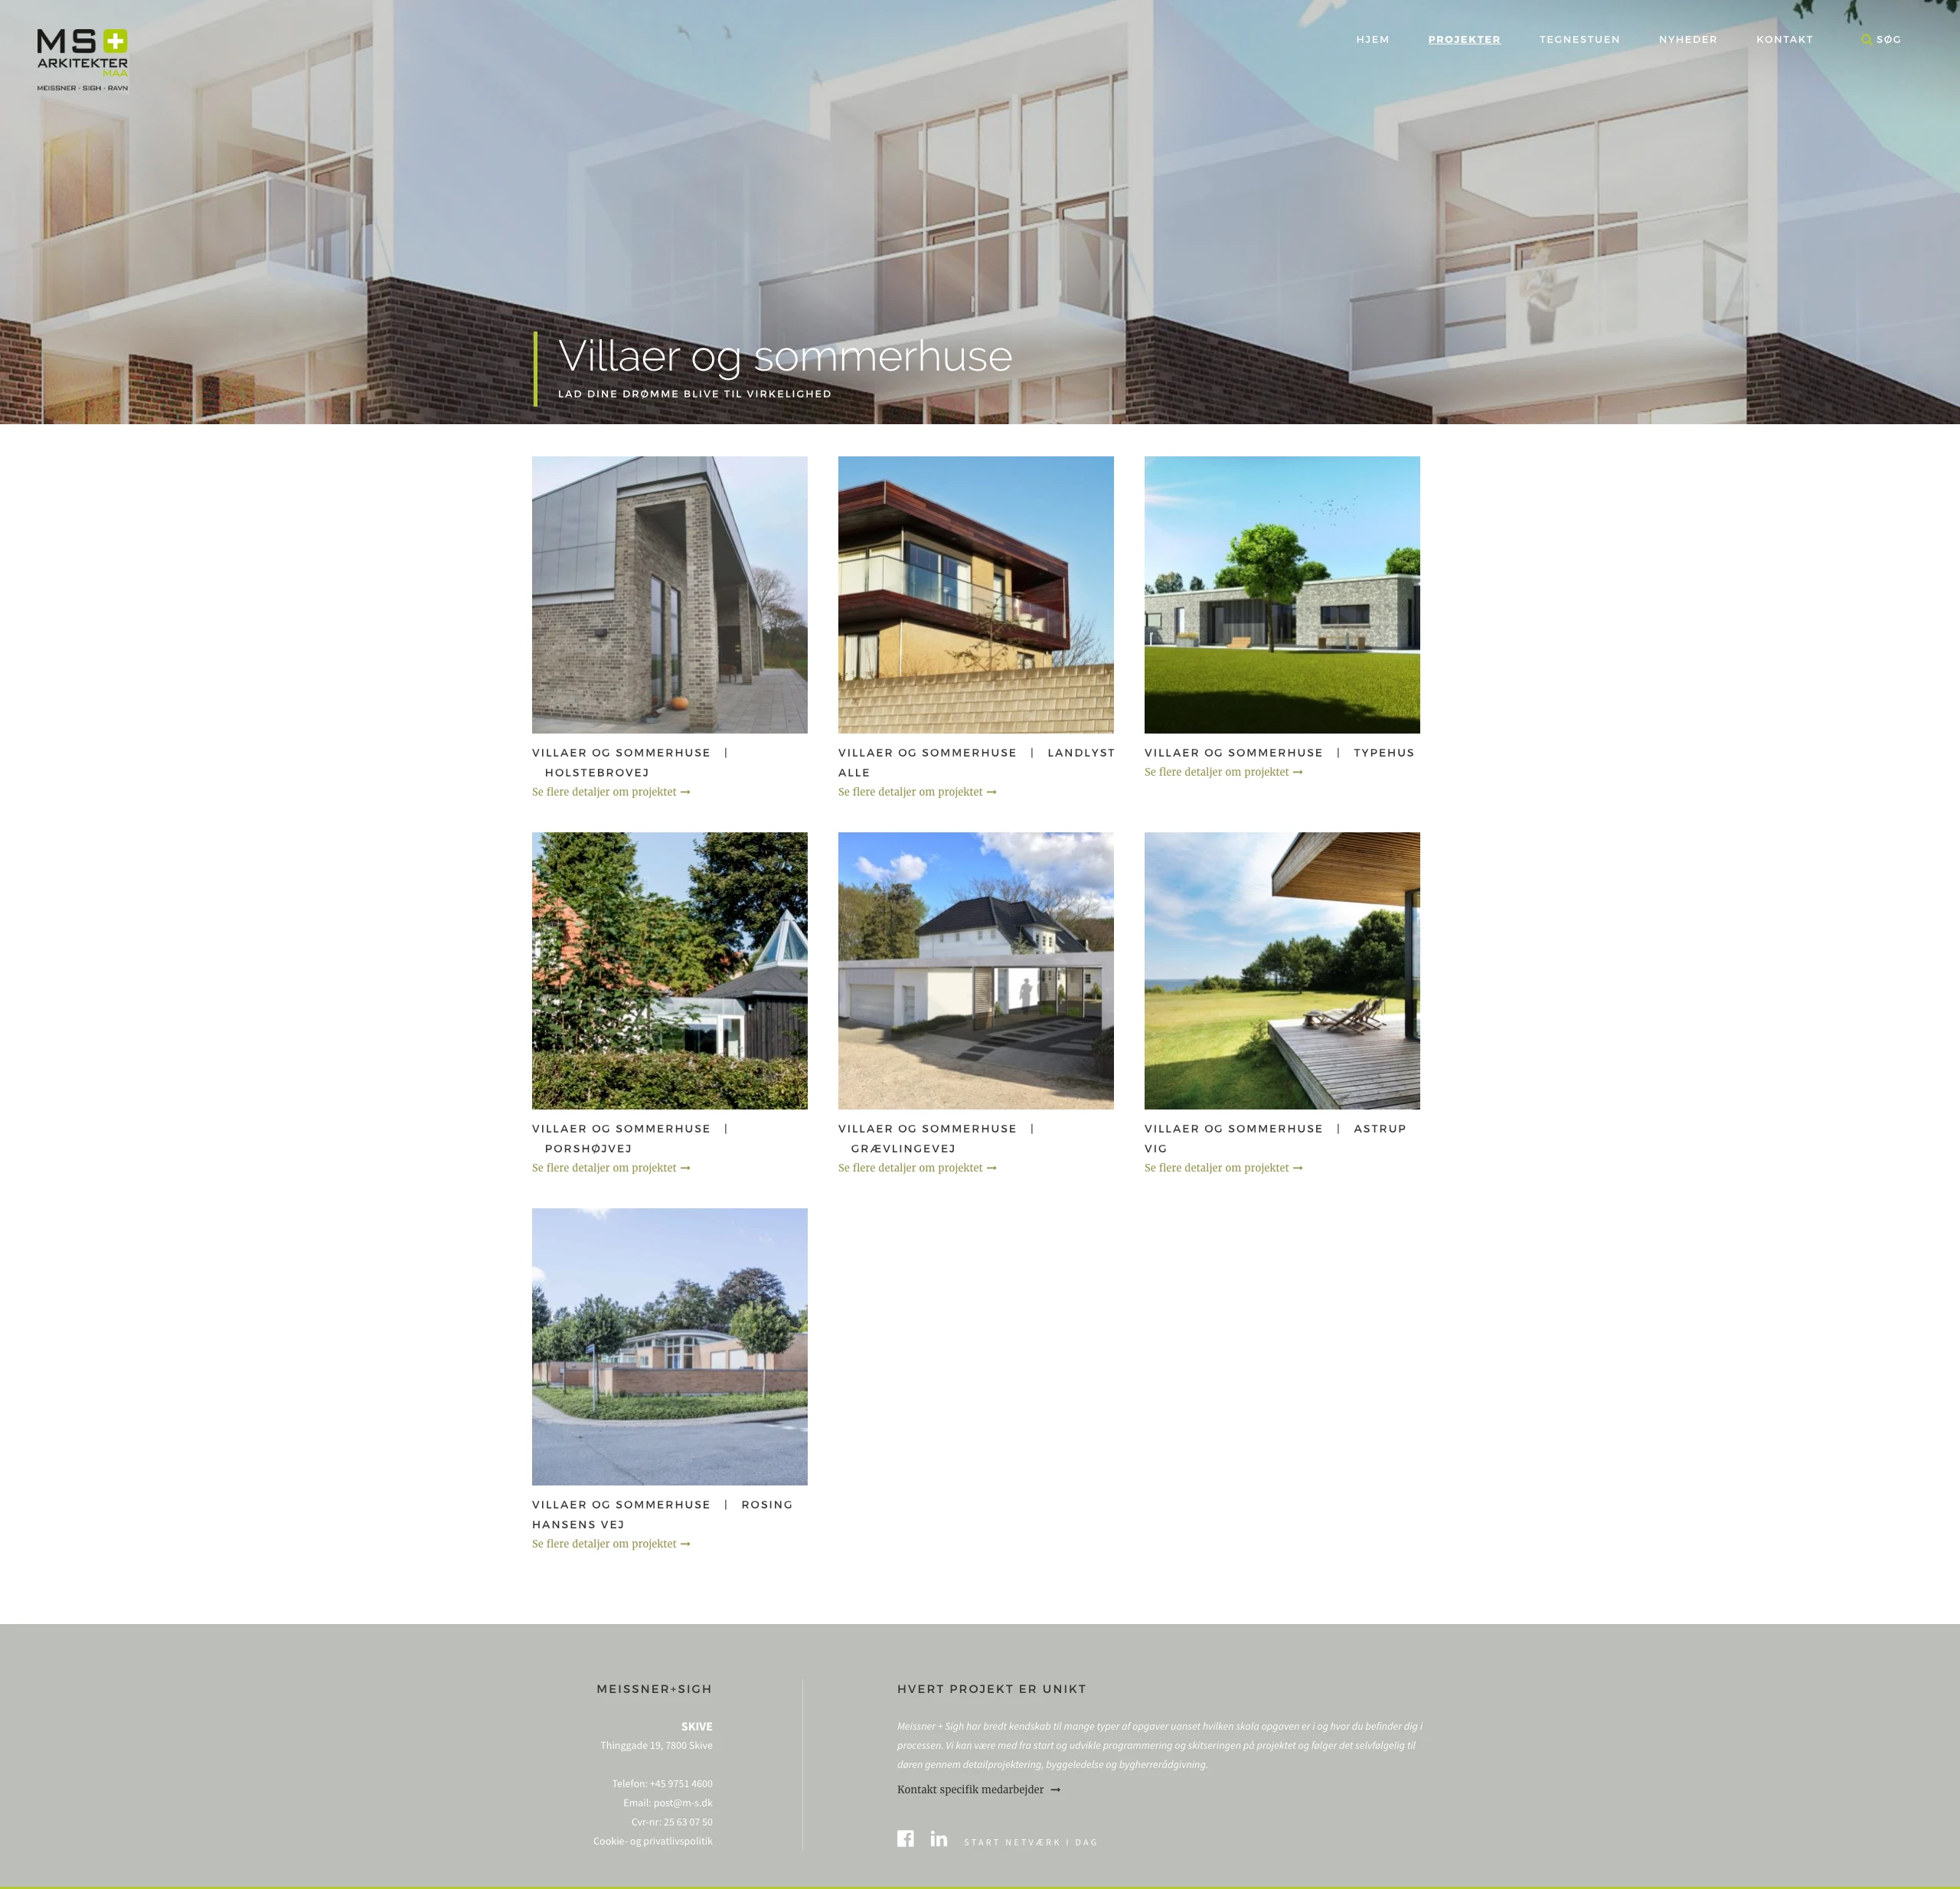 MS+
ARKITEKTER
MAA
MEISSNER · SIGH · RAVN
HJEM PROJEKTER TEGNESTUEN NYHEDER KONTAKT SØG
Villaer og sommerhuse
LAD DINE DRØMME BLIVE TIL VIRKELIGHED
VILLAER OG SOMMERHUSE |
HOLSTEBROVEJ
Se flere detaljer om projektet →
VILLAER OG SOMMERHUSE | LANDLYST
ALLE
Se flere detaljer om projektet →
VILLAER OG SOMMERHUSE | TYPEHUS
Se flere detaljer om projektet →
VILLAER OG SOMMERHUSE |
PORSHØJVEJ
Se flere detaljer om projektet →
VILLAER OG SOMMERHUSE |
GRÆVLINGEVEJ
Se flere detaljer om projektet →
VILLAER OG SOMMERHUSE | ASTRUP
VIG
Se flere detaljer om projektet →
VILLAER OG SOMMERHUSE | ROSING
HANSENS VEJ
Se flere detaljer om projektet →
MEISSNER+SIGH
SKIVE
Thinggade 19, 7800 Skive
Telefon: +45 9751 4600
Email: post@m-s.dk
Cvr-nr: 25 63 07 50
Cookie- og privatlivspolitik
HVERT PROJEKT ER UNIKT
Meissner + Sigh har bredt kendskab til mange typer af opgaver uanset hvilken skala opgaven er i og hvor du befinder dig i
processen. Vi kan være med fra start og udvikle programmering og skitseringen på projektet og følger det selvfølgelig til
døren gennem detailprojektering, byggeledelse og bygherrerådgivning.
Kontakt specifik medarbejder →
START NETVÆRK I DAG